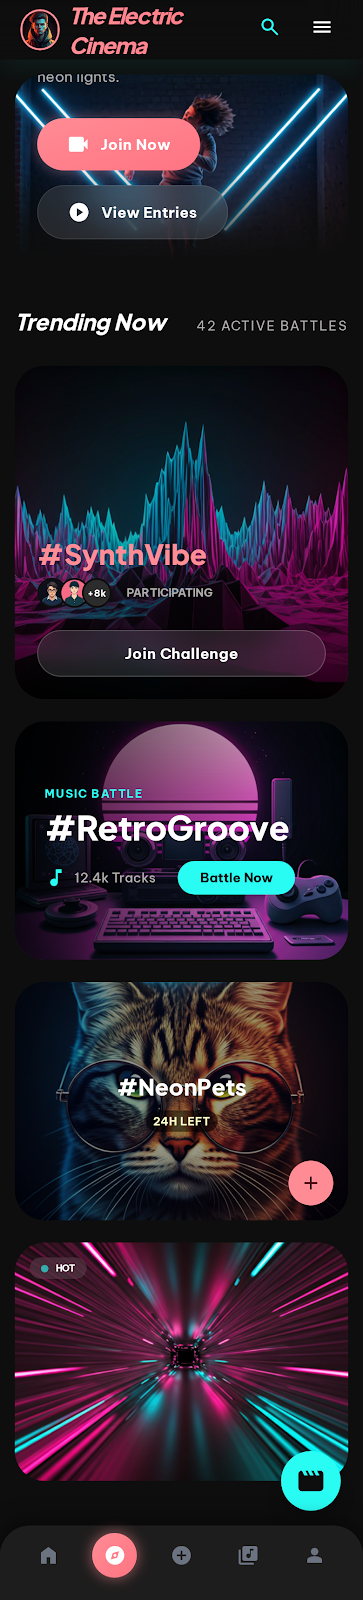 The Electric
Cinema
neon lights.
Join Now
View Entries
Trending Now
42 ACTIVE BATTLES
#SynthVibe
+8k
PARTICIPATING
Join Challenge
MUSIC BATTLE
#RetroGroove
12.4k Tracks
Battle Now
#NeonPets
24H LEFT
HOT